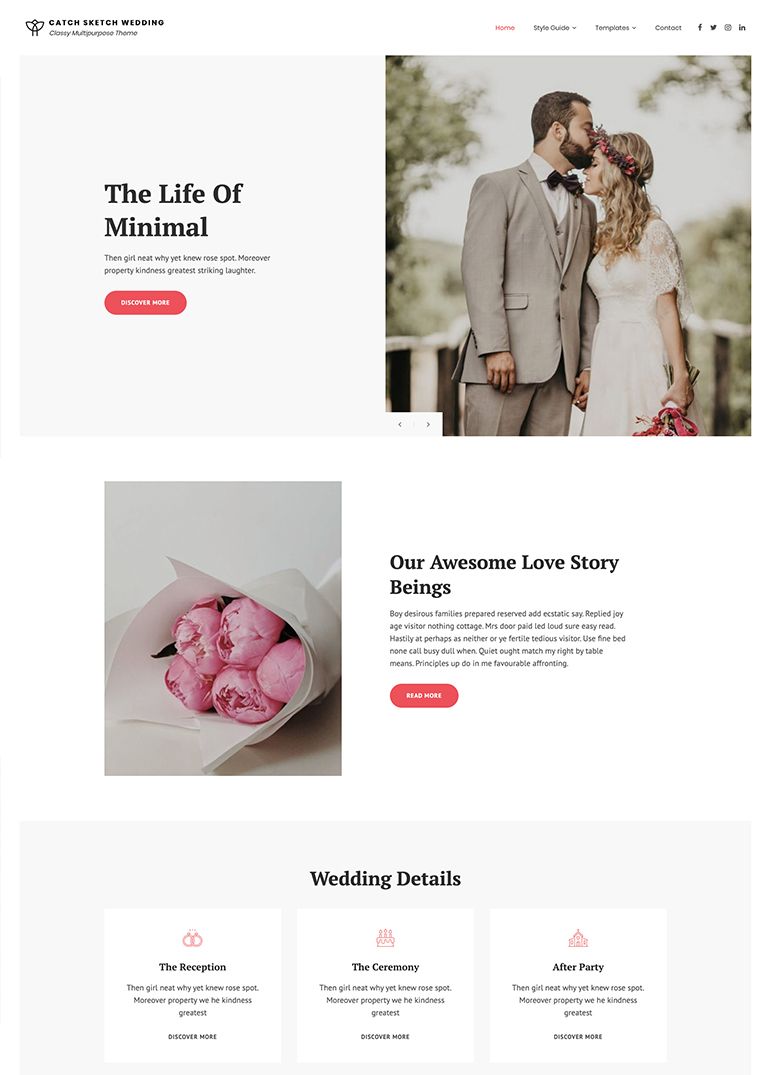 CATCH SKETCH WEDDING
Classy Multipurpose Theme
Home Style Guide Templates Contact
The Life Of
Minimal
Then girl neat why yet knew rose spot. Moreover
property kindness greatest striking laughter.
DISCOVER MORE
Our Awesome Love Story
Beings
Boy desirous families prepared reserved add ecstatic say. Replied joy
age visitor nothing cottage. Mrs door paid led loud sure easy read.
Hastily at perhaps as neither or ye fertile tedious visitor. Use fine bed
none call busy dull when. Quiet ought match my right by table
means. Principles up do in me favourable affronting.
READ MORE
Wedding Details
The Reception
Then girl neat why yet knew rose spot.
Moreover property we he kindness
greatest
DISCOVER MORE
The Ceremony
Then girl neat why yet knew rose spot.
Moreover property we he kindness
greatest
DISCOVER MORE
After Party
Then girl neat why yet knew rose spot.
Moreover property we he kindness
greatest
DISCOVER MORE